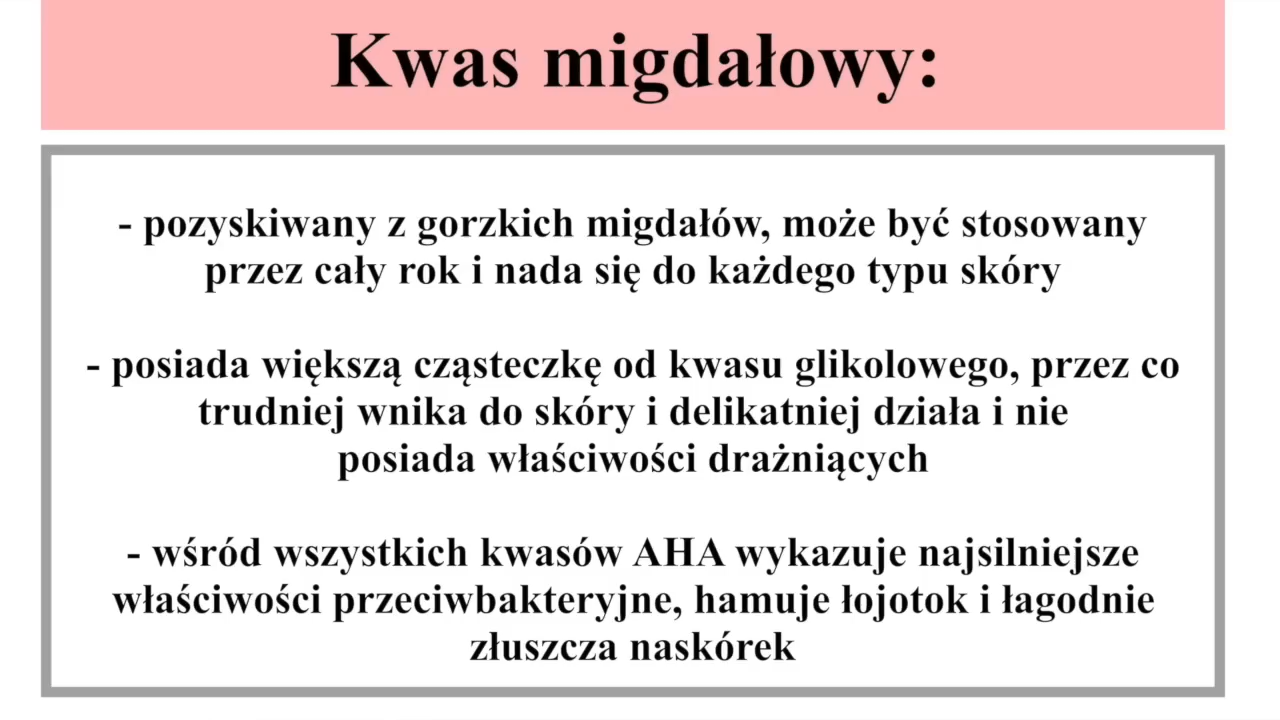 Kwas migdałowy:
- pozyskiwany z gorzkich migdałów, może być stosowany
przez cały rok i nada się do każdego typu skóry
- posiada większą cząsteczkę od kwasu glikolowego, przez co
trudniej wnika do skóry i delikatniej działa i nie
posiada właściwości drażniących
- wśród wszystkich kwasów AHA wykazuje najsilniejsze
właściwości przeciwbakteryjne, hamuje łojotok i łagodnie
złuszcza naskórek